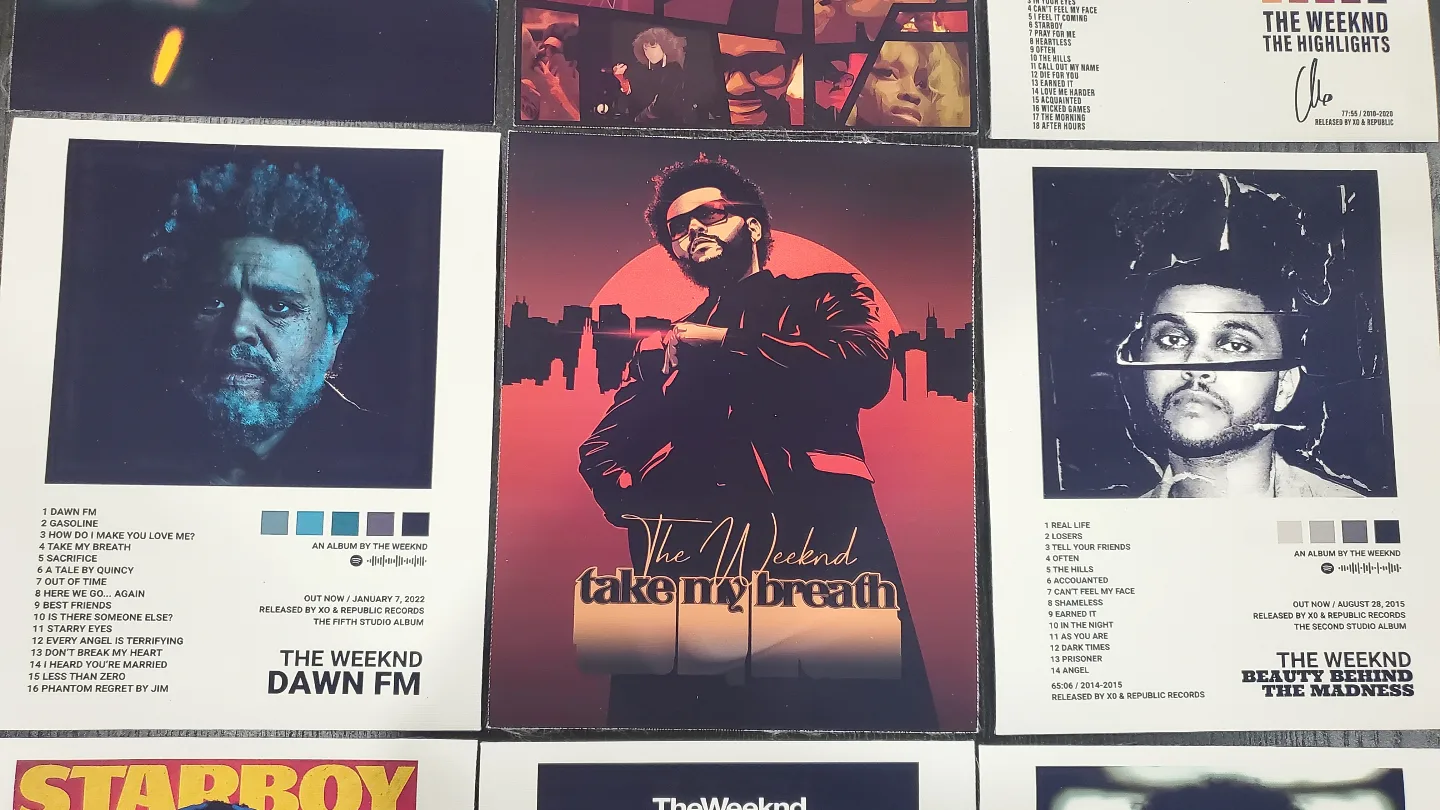 3 IN YOUR EYES
4 CAN'T FEEL MY FACE
5 I FEEL IT COMING
6 STARBOY
7 PRAY FOR ME
8 HEARTLESS
9 OFTEN
10 THE HILLS
11 CALL OUT MY NAME
12 DIE FOR YOU
13 EARNED IT
14 LOVE ME HARDER
15 ACQUAINTED
16 WICKED GAMES
17 THE MORNING
18 AFTER HOURS
THE WEEKND
THE HIGHLIGHTS
77:55 / 2010-2020
RELEASED BY XO & REPUBLIC
1 DAWN FM
2 GASOLINE
3 HOW DO I MAKE YOU LOVE ME?
4 TAKE MY BREATH
5 SACRIFICE
6 A TALE BY QUINCY
7 OUT OF TIME
8 HERE WE GO... AGAIN
9 BEST FRIENDS
10 IS THERE SOMEONE ELSE?
11 STARRY EYES
12 EVERY ANGEL IS TERRIFYING
13 DON'T BREAK MY HEART
14 I HEARD YOU'RE MARRIED
15 LESS THAN ZERO
16 PHANTOM REGRET BY JIM
AN ALBUM BY THE WEEKND
OUT NOW / JANUARY 7, 2022
RELEASED BY XO & REPUBLIC RECORDS
THE FIFTH STUDIO ALBUM
THE WEEKND
DAWN FM
The Weeknd
take my breath
1 REAL LIFE
2 LOSERS
3 TELL YOUR FRIENDS
4 OFTEN
5 THE HILLS
6 ACCOUANTED
7 CAN'T FEEL MY FACE
8 SHAMELESS
9 EARNED IT
10 IN THE NIGHT
11 AS YOU ARE
12 DARK TIMES
13 PRISONER
14 ANGEL
65:06 / 2014-2015
RELEASED BY XO & REPUBLIC RECORDS
AN ALBUM BY THE WEEKND
OUT NOW / AUGUST 28, 2015
RELEASED BY XO & REPUBLIC RECORDS
THE SECOND STUDIO ALBUM
THE WEEKND
BEAUTY BEHIND
THE MADNESS
STARBOY
TheWeeknd